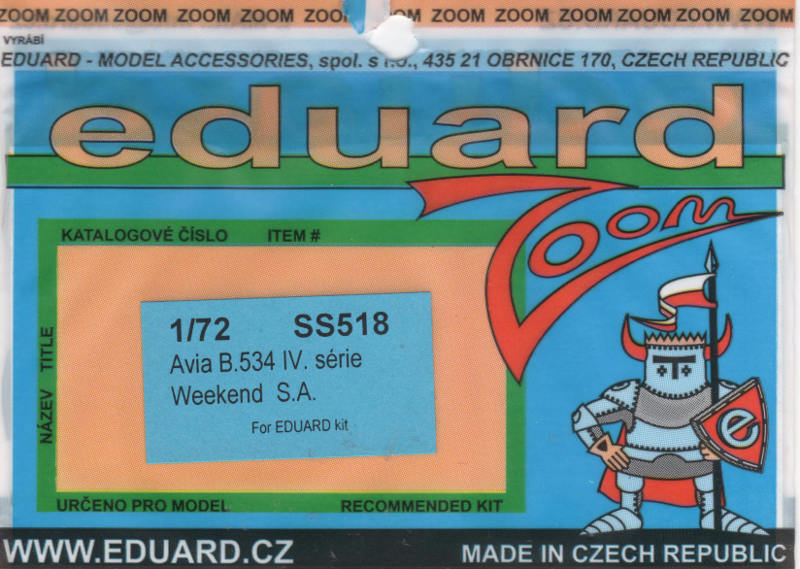 ZOOM ZOOM ZOOM ZOOM ZOOM ZOOM ZOOM ZOOM ZOOM ZOOM ZOOM ZOOM
VYRÁBÍ
EDUARD - MODEL ACCESSORIES, spol. s r.o., 435 21 OBRNICE 170, CZECH REPUBLIC
eduard
Zoom
KATALOGOVÉ ČÍSLO ITEM #
NÁZEV TITLE
1/72 SS518
Avia B.534 IV. série
Weekend S.A.
For EDUARD kit
e
URČENO PRO MODEL RECOMMENDED KIT
WWW.EDUARD.CZ MADE IN CZECH REPUBLIC